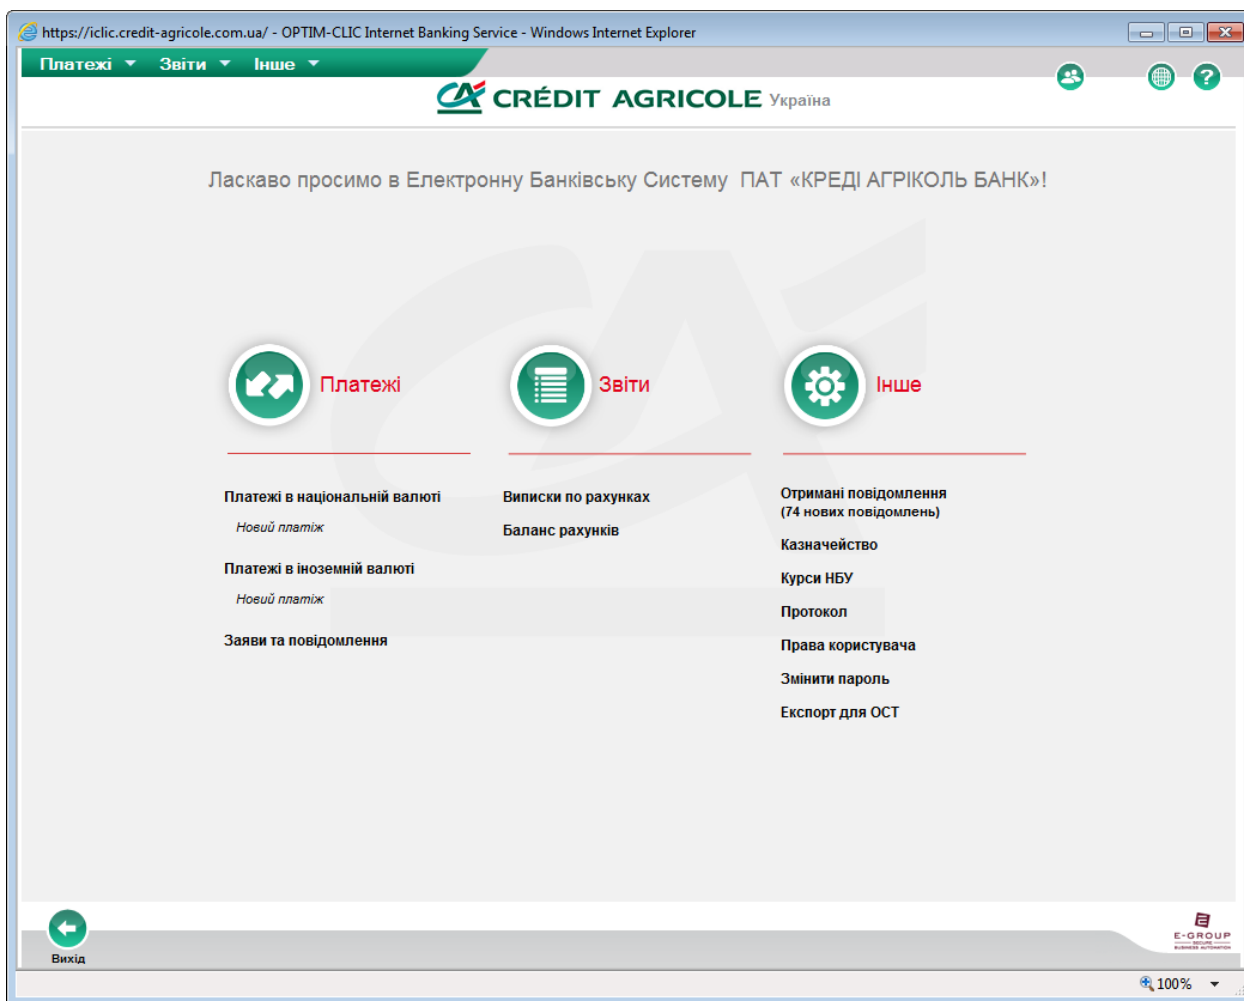 https://iclic.credit-agricole.com.ua/ - OPTIM-CLIC Internet Banking Service - Windows Internet Explorer
Платежі Звіти Інше
CRÉDIT AGRICOLE Україна
Ласкаво просимо в Електронну Банківську Систему ПАТ «КРЕДІ АГРІКОЛЬ БАНК»!
Платежі
Платежі в національній валюті
Новий платіж
Платежі в іноземній валюті
Новий платіж
Заяви та повідомлення
Звіти
Виписки по рахунках
Баланс рахунків
Інше
Отримані повідомлення
(74 нових повідомлень)
Казначейство
Курси НБУ
Протокол
Права користувача
Змінити пароль
Експорт для ОСТ
Вихід
E-GROUP
SECURE
BUSINESS AUTOMATION
100%